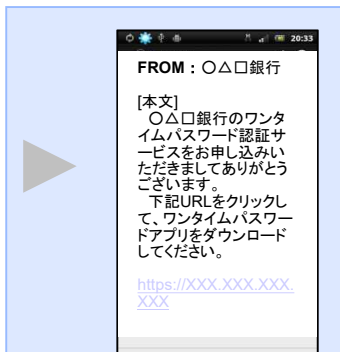 20:33
FROM：〇△□銀行
[本文]
　〇△□銀行のワンタ
イムパスワード認証サ
ービスをお申し込みい
ただきましてありがとう
ございます。
　下記URLをクリックし
て、ワンタイムパスワー
ドアプリをダウンロード
してください。
https://XXX.XXX.XXX.
XXX